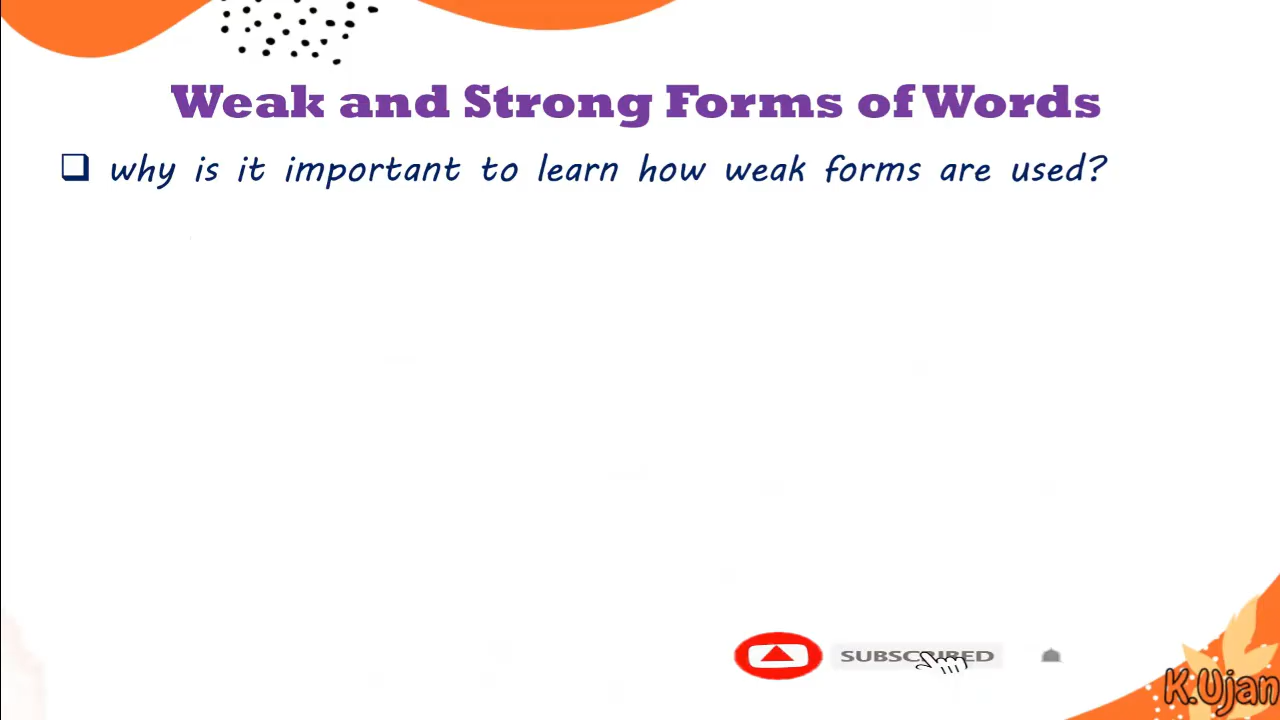 Weak and Strong Forms of Words
why is it important to learn how weak forms are used?
SUBSCRIBED
K.Ujan